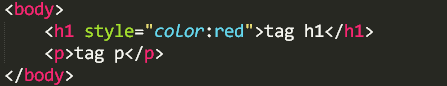 <body>
<h1 style="color:red">tag h1</h1>
<p>tag p</p>
</body>